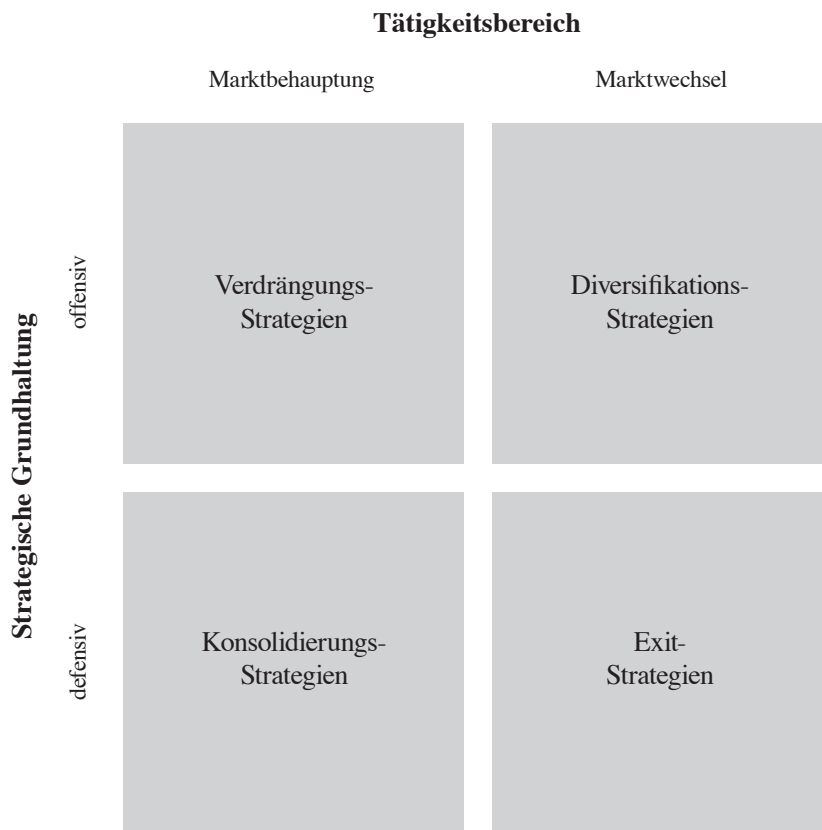 Tätigkeitsbereich
Marktbehauptung
Marktwechsel
Strategische Grundhaltung
offensiv
Verdrängungs-
Strategien
Diversifikations-
Strategien
defensiv
Konsolidierungs-
Strategien
Exit-
Strategien